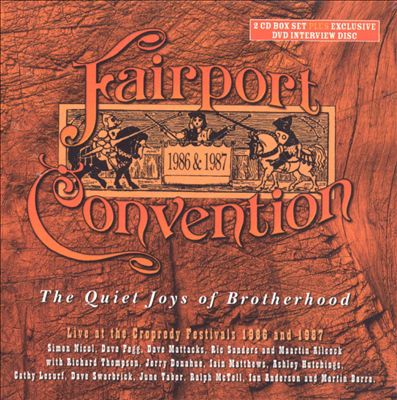 2 CD BOX SET PLUS EXCLUSIVE
DVD INTERVIEW DISC
Fairport
1986 & 1987
Convention
The Quiet Joys of Brotherhood
Live at the Cropredy Festivals 1986 and 1987
Simon Nicol, Dave Pegg, Dave Mattacks, Ric Sanders and Maartin Allcock
with Richard Thompson, Jerry Donahue, Iain Matthews, Ashley Hutchings,
Cathy Lesurf, Dave Swarbrick, June Taber, Ralph McTell, Ian Anderson and Martin Barre.